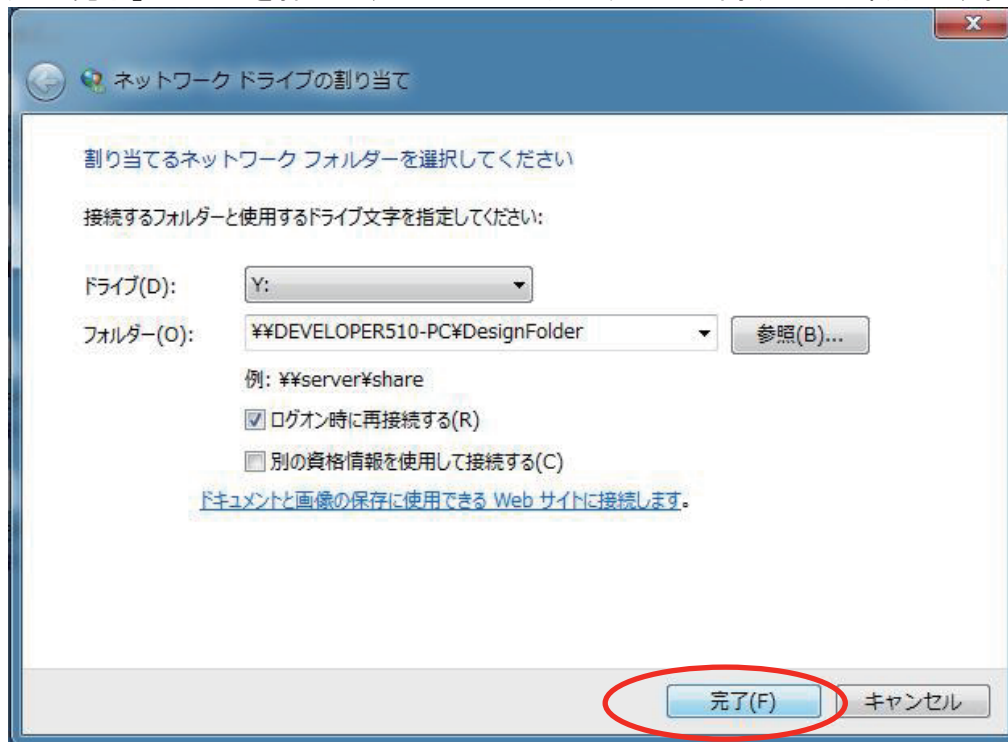 ネットワーク ドライブの割り当て
割り当てるネットワーク フォルダーを選択してください
接続するフォルダーと使用するドライブ文字を指定してください:
ドライブ(D): Y:
フォルダー(O): ¥¥DEVELOPER510-PC¥DesignFolder 参照(B)...
例: ¥¥server¥share
ログオン時に再接続する(R)
別の資格情報を使用して接続する(C)
ドキュメントと画像の保存に使用できる Web サイトに接続します。
完了(F) キャンセル